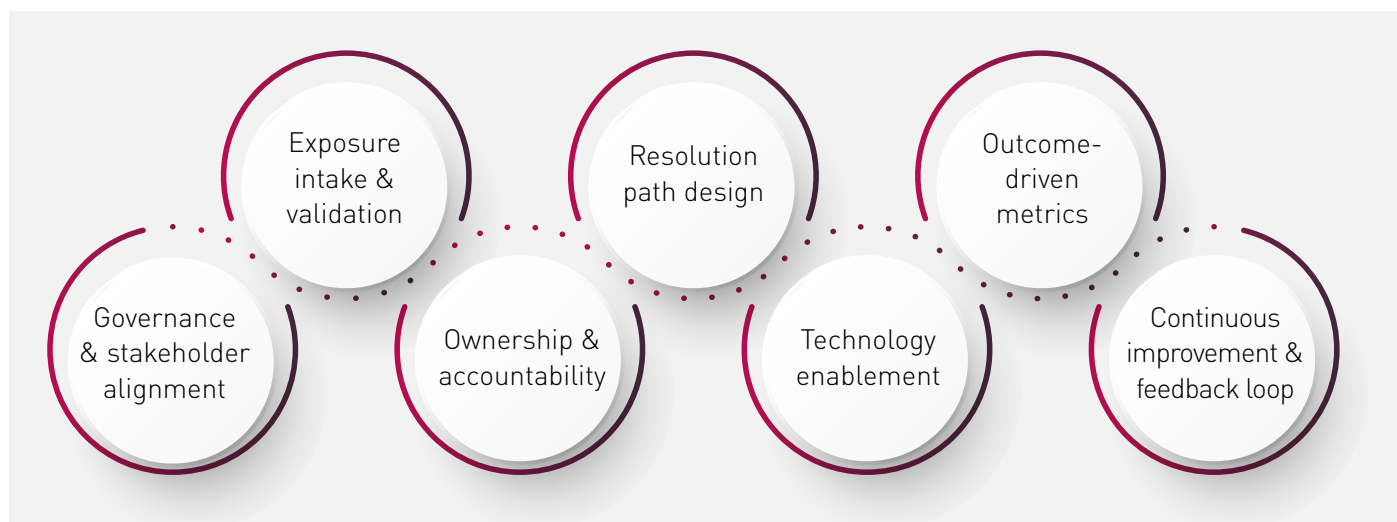 Governance
& stakeholder
alignment
Exposure
intake &
validation
Ownership &
accountability
Resolution
path design
Technology
enablement
Outcome-
driven
metrics
Continuous
improvement &
feedback loop